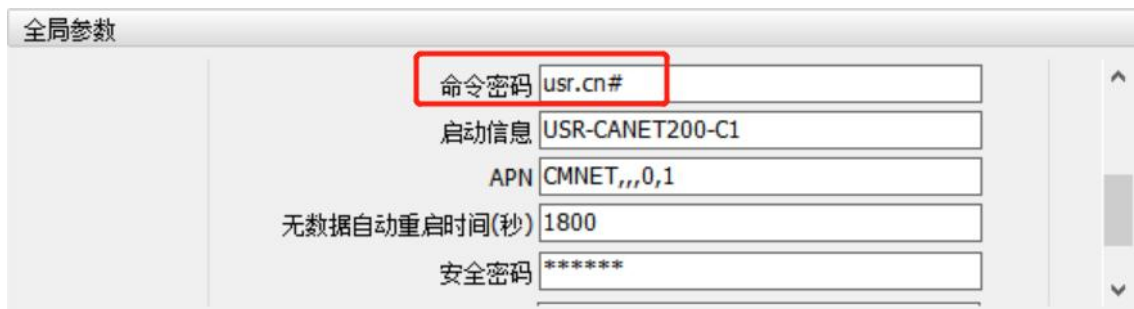 全局参数
命令密码 usr.cn#
启动信息 USR-CANET200-C1
APN CMNET,,,0,1
无数据自动重启时间(秒) 1800
安全密码 ******